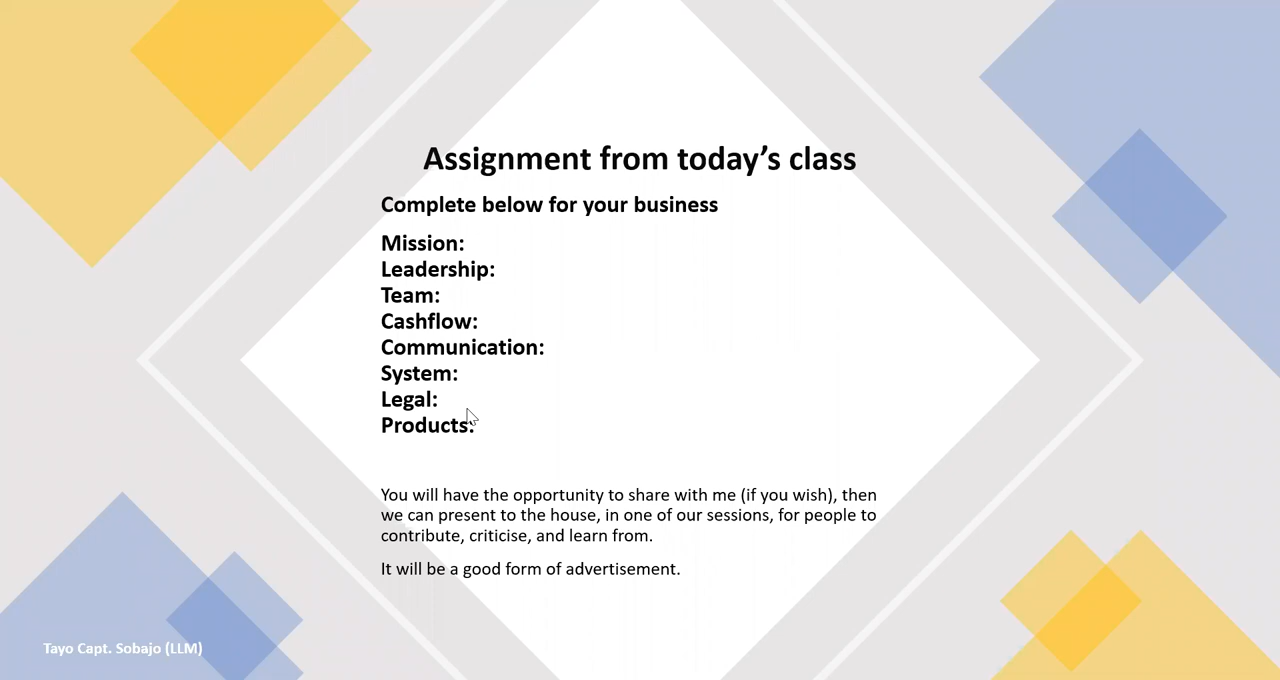 Assignment from today’s class
Complete below for your business
Mission:
Leadership:
Team:
Cashflow:
Communication:
System:
Legal:
Products:
You will have the opportunity to share with me (if you wish), then
we can present to the house, in one of our sessions, for people to
contribute, criticise, and learn from.
It will be a good form of advertisement.
Tayo Capt. Sobajo (LLM)